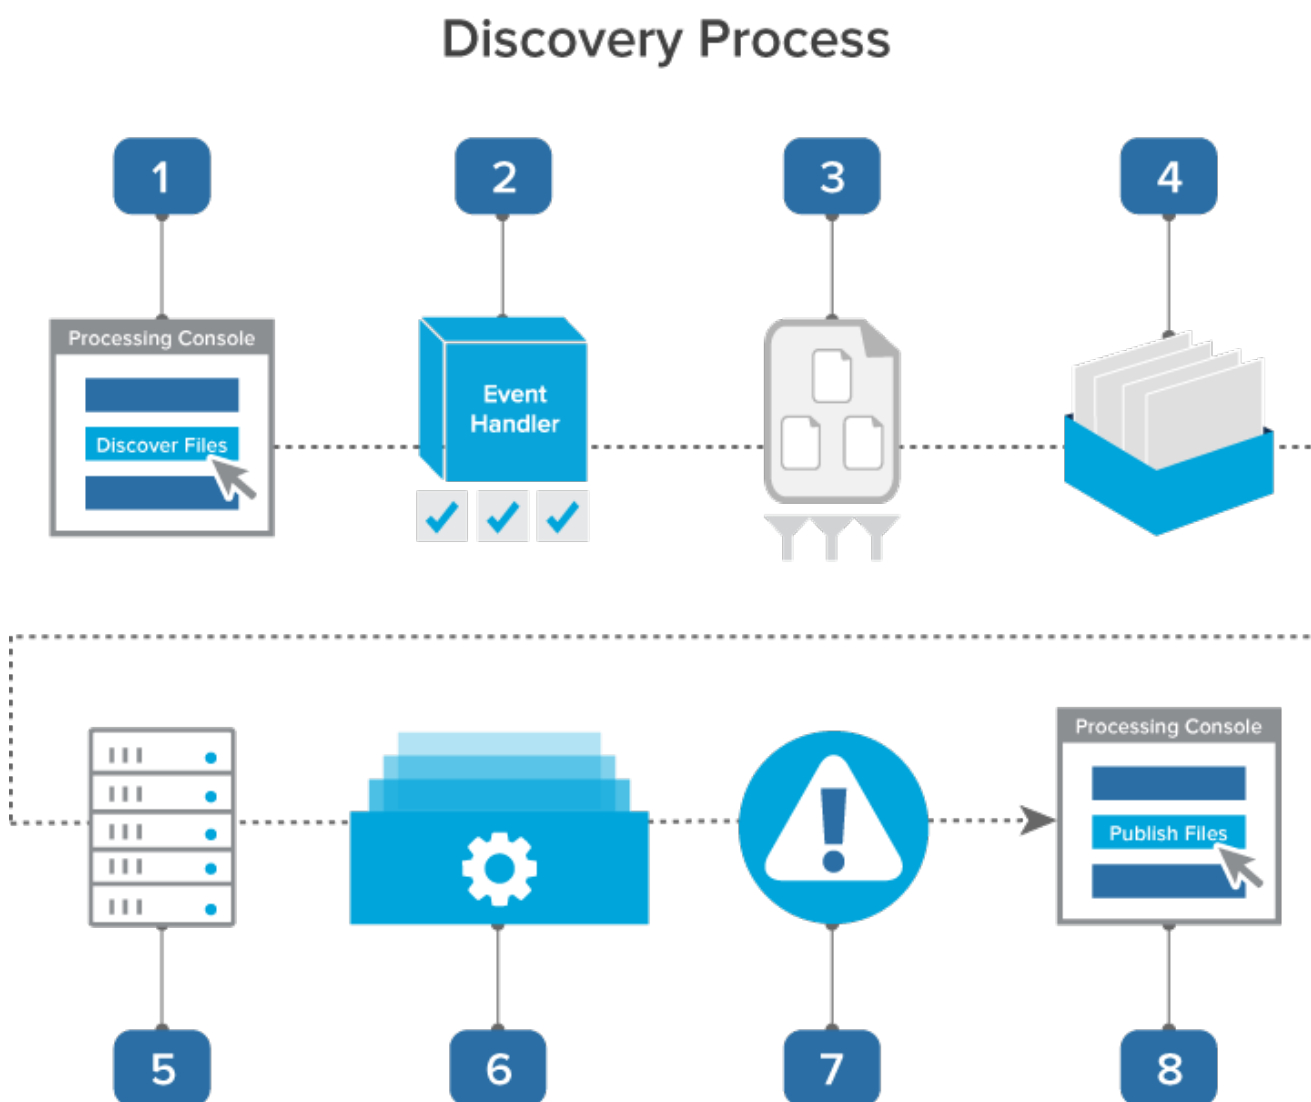 Discovery Process
1
2
3
4
Processing Console
Discover Files
Event
Handler
Processing Console
Publish Files
5
6
7
8